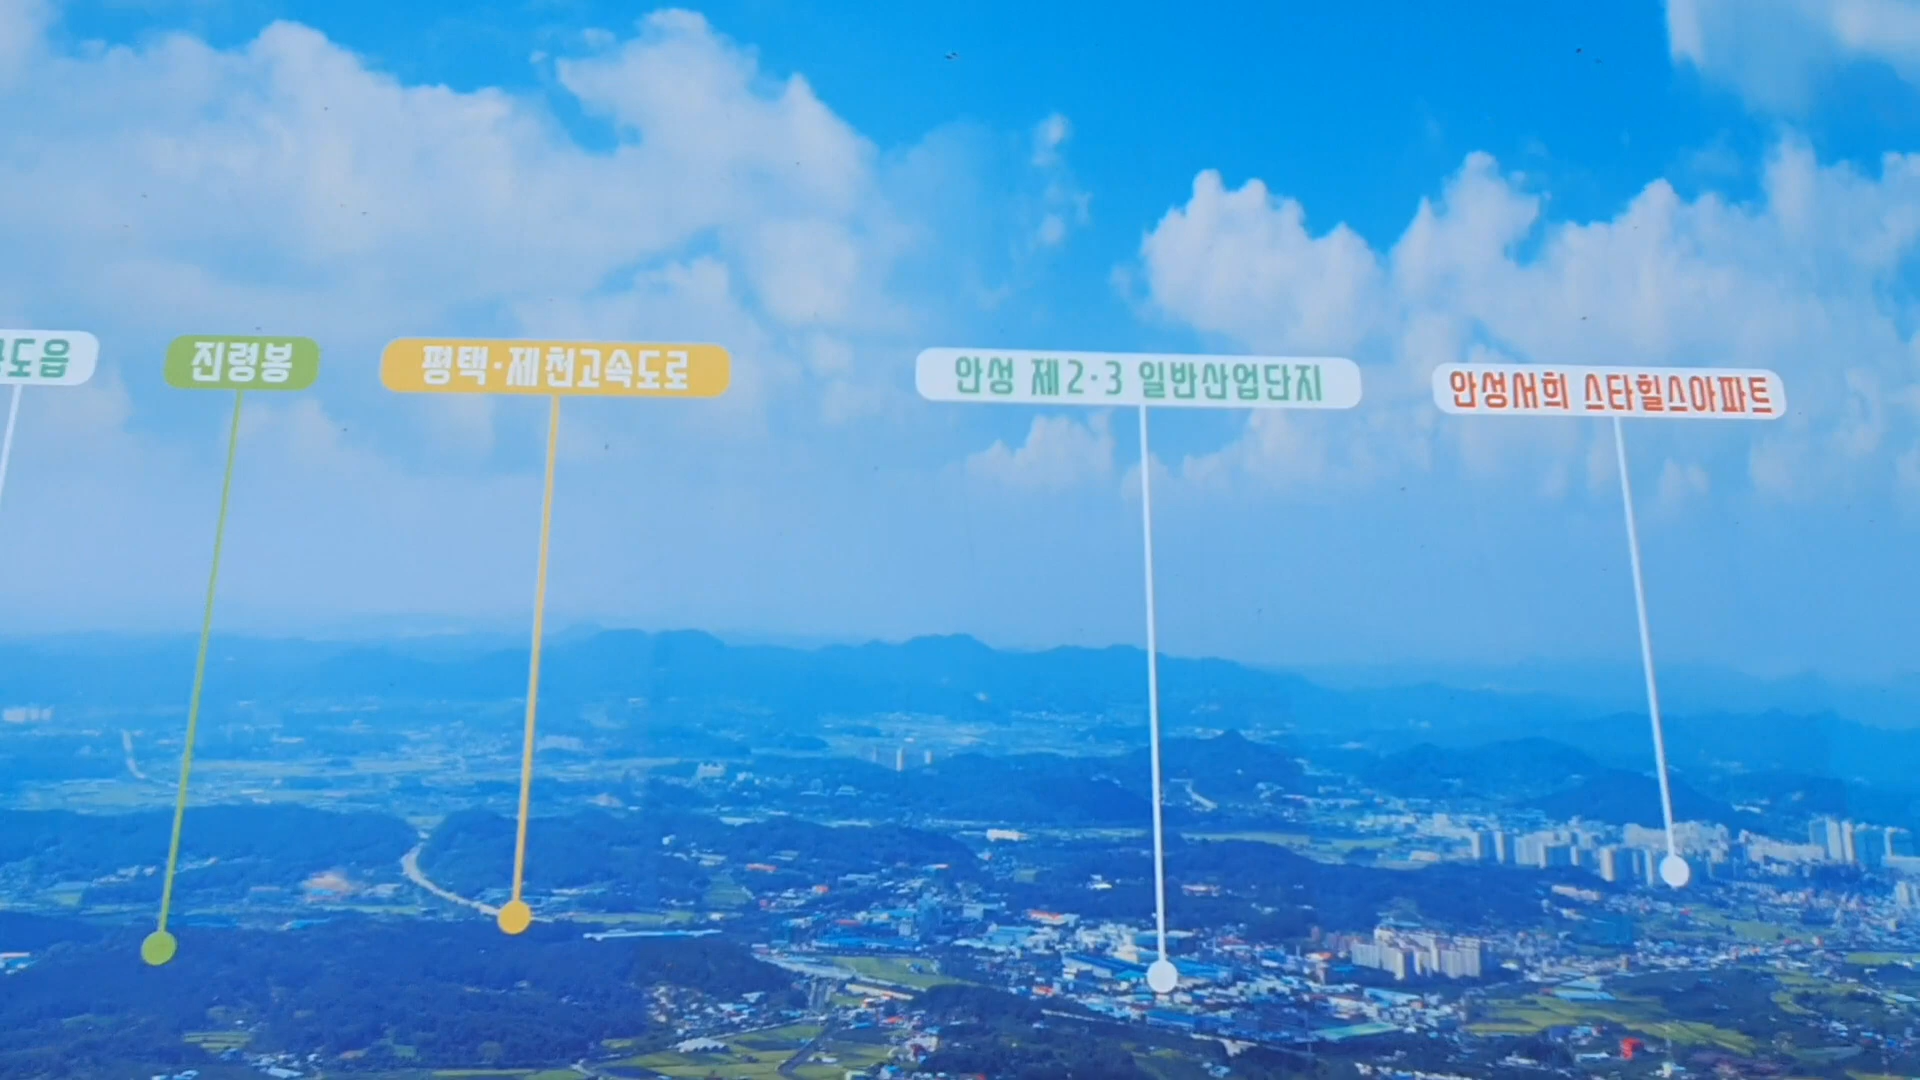 도읍
진령봉
평택·제천고속도로
안성 제2·3 일반산업단지
안성서희 스타힐스아파트